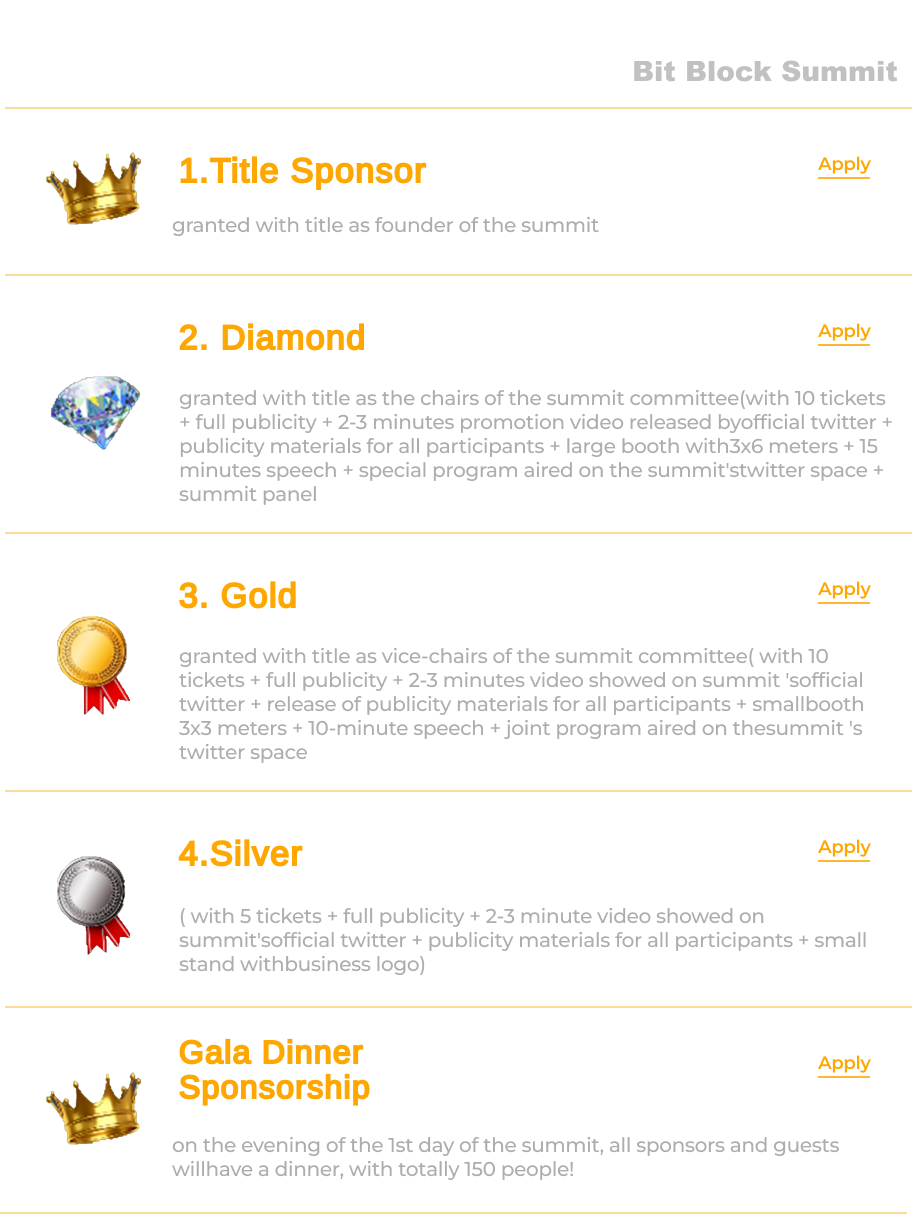 Bit Block Summit
1.Title Sponsor
Apply
granted with title as founder of the summit
2. Diamond
Apply
granted with title as the chairs of the summit committee(with 10 tickets
+ full publicity + 2-3 minutes promotion video released byofficial twitter +
publicity materials for all participants + large booth with3x6 meters + 15
minutes speech + special program aired on the summit'stwitter space +
summit panel
3. Gold
Apply
granted with title as vice-chairs of the summit committee( with 10
tickets + full publicity + 2-3 minutes video showed on summit 'sofficial
twitter + release of publicity materials for all participants + smallbooth
3x3 meters + 10-minute speech + joint program aired on thesummit 's
twitter space
4.Silver
Apply
( with 5 tickets + full publicity + 2-3 minute video showed on
summit'sofficial twitter + publicity materials for all participants + small
stand withbusiness logo)
Gala Dinner
Sponsorship
Apply
on the evening of the 1st day of the summit, all sponsors and guests
willhave a dinner, with totally 150 people!